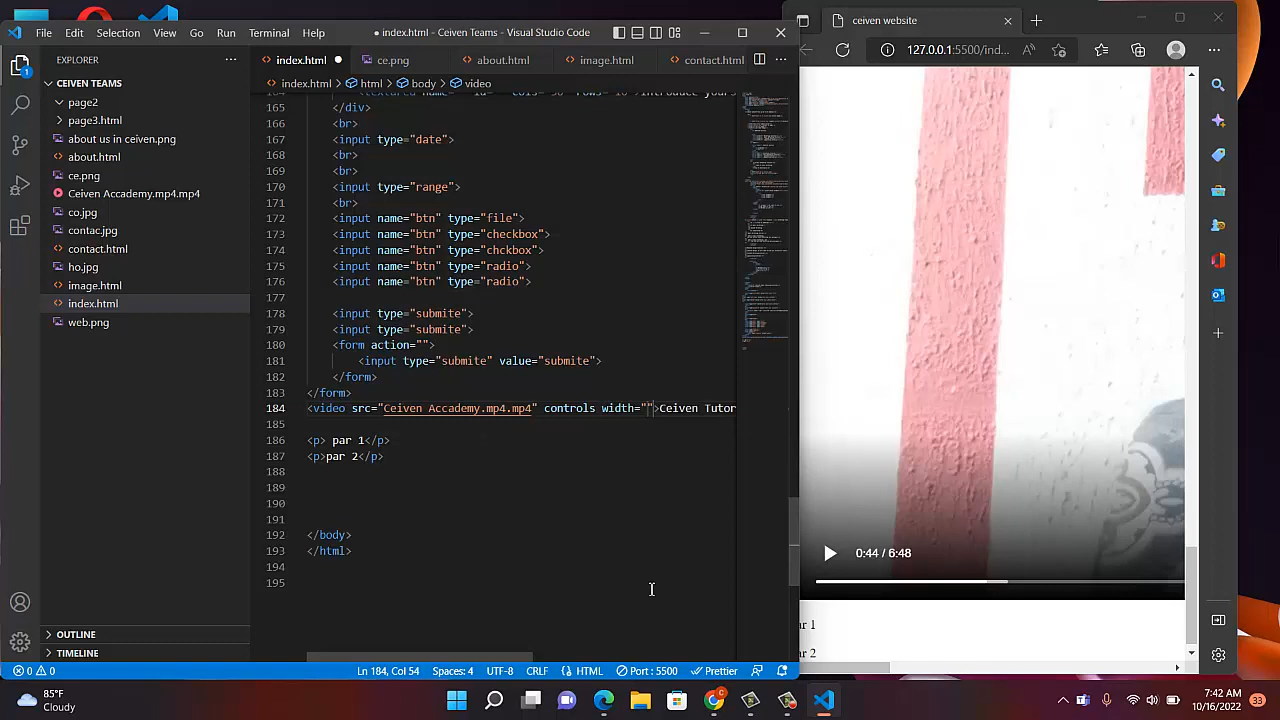 File Edit Selection View Go Run Terminal Help
● index.html - Ceiven Teams - Visual Studio Code
ceiven website
127.0.0.1:5500/ind...
PLORER
CEIVEN TEAMS
page2
page3.html
about us in ceiven.png
about.html
ce.png
Ceiven Accademy.mp4.mp4
co.jpg
contac.jpg
contact.html
ho.jpg
image.html
index.html
web.png
OUTLINE
TIMELINE
index.html
ce.png
about.html
image.html
contact.html
index.html > html > body > video
165 </div>
166 <br>
167 <input type="date">
168 <br>
169 <br>
170 <input type="range">
171 <br>
172 <input name="btn" type="file">
173 <input name="btn" type="checkbox">
174 <input name="btn" type="checkbox">
175 <input name="btn" type="radio">
176 <input name="btn" type="radio">
177
178 <input type="submite">
179 <input type="submite">
180 <form action="">
181 <input type="submite" value="submite">
182 </form>
183 </form>
184 <video src="Ceiven Accademy.mp4.mp4" controls width="">Ceiven Tutor
185
186 <p> par 1</p>
187 <p>par 2</p>
188
189
190
191
192 </body>
193 </html>
194
195
0:44 / 6:48
ar 1
ar 2
0 0
Ln 184, Col 54
Spaces: 4
UTF-8
CRLF
HTML
Port : 5500
Prettier
85°F
Cloudy
7:42 AM
10/16/2022
33